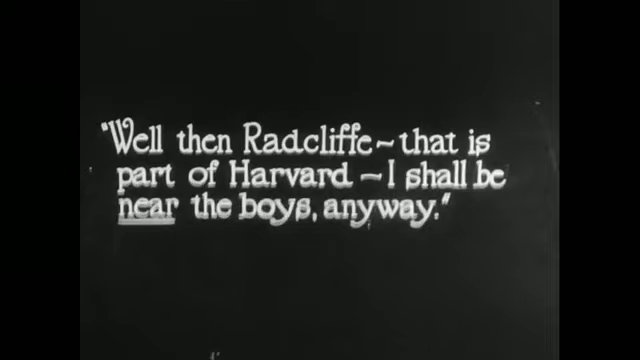 "Well then Radcliffe~that is
part of Harvard ~ I shall be
near the boys, anyway."